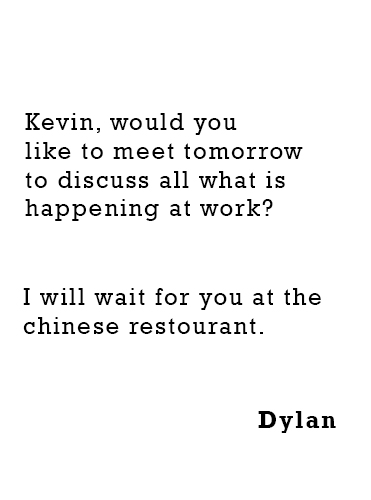 Kevin, would you
like to meet tomorrow
to discuss all what is
happening at work?
I will wait for you at the
chinese restourant.
Dylan